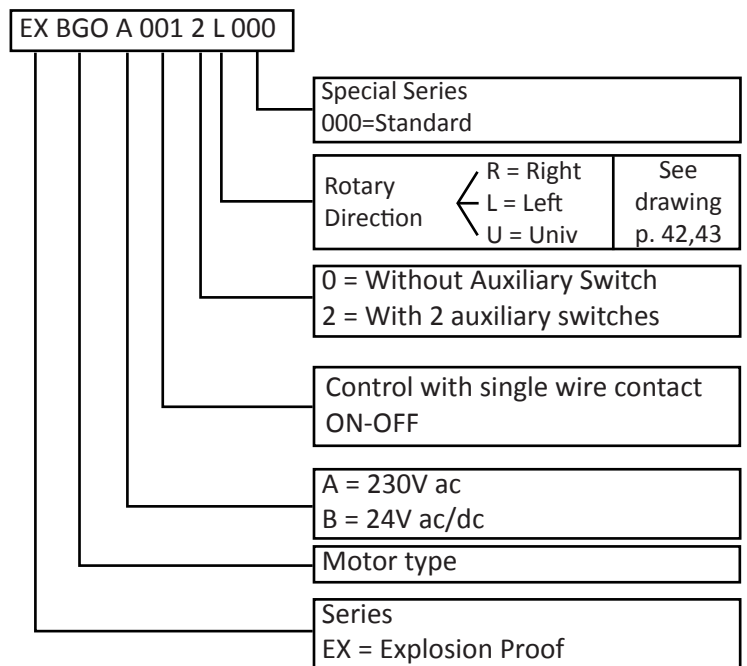 EX BGO A 001 2 L 000
Special Series
000=Standard
Rotary
Direction
R = Right
L = Left
U = Univ
See
drawing
p. 42,43
0 = Without Auxiliary Switch
2 = With 2 auxiliary switches
Control with single wire contact
ON-OFF
A = 230V ac
B = 24V ac/dc
Motor type
Series
EX = Explosion Proof